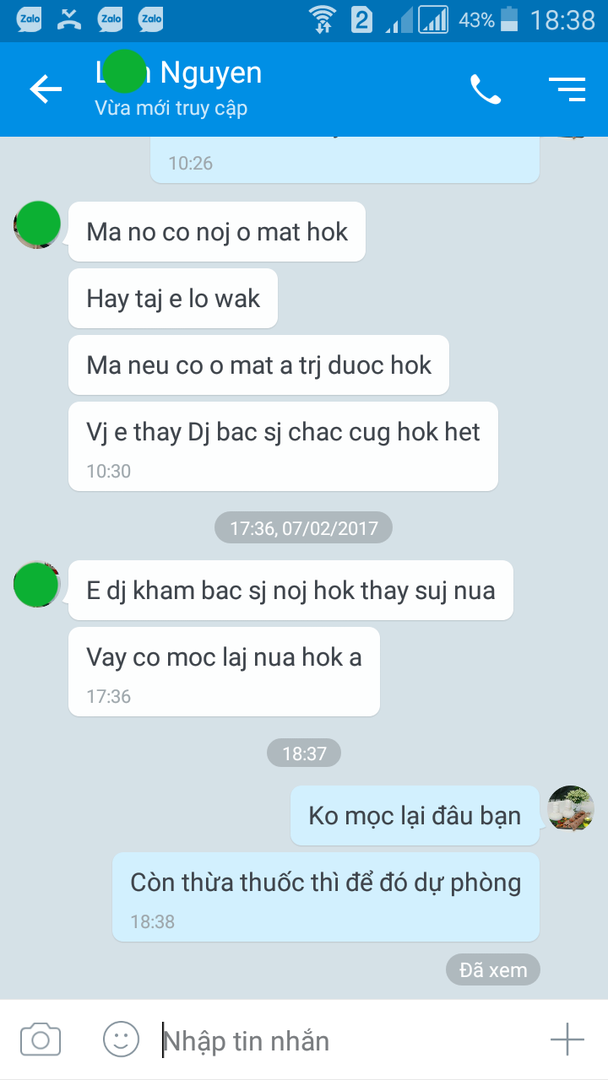 Zalo Zalo Zalo 2 43% 18:38
Nguyen
Vừa mới truy cập
10:26
Ma no co noj o mat hok
Hay taj e lo wak
Ma neu co o mat a trj duoc hok
Vj e thay Dj bac sj chac cug hok het
10:30
17:36, 07/02/2017
E dj kham bac sj noj hok thay suj nua
Vay co moc laj nua hok a
17:36
18:37
Ko mọc lại đâu bạn
Còn thừa thuốc thì để đó dự phòng
18:38
Đã xem
Nhập tin nhắn